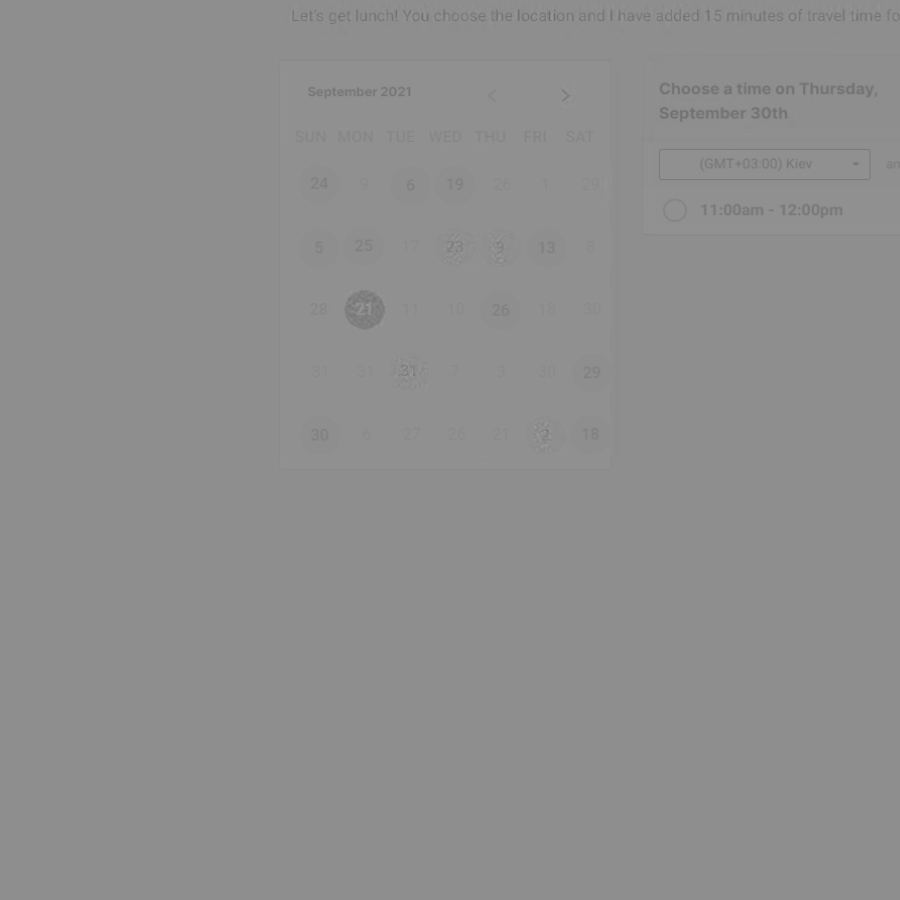 Let's get lunch! You choose the location and I have added 15 minutes of travel time fo
September 2021
SUN MON TUE WED THU FRI SAT
24 9 6 19 26 1 29
5 25 17 23 9 13 8
28 21 11 10 26 18 30
31 31 31 7 3 30 29
30 6 27 26 21 2 18
Choose a time on Thursday,
September 30th
(GMT+03:00) Kiev an
11:00am - 12:00pm